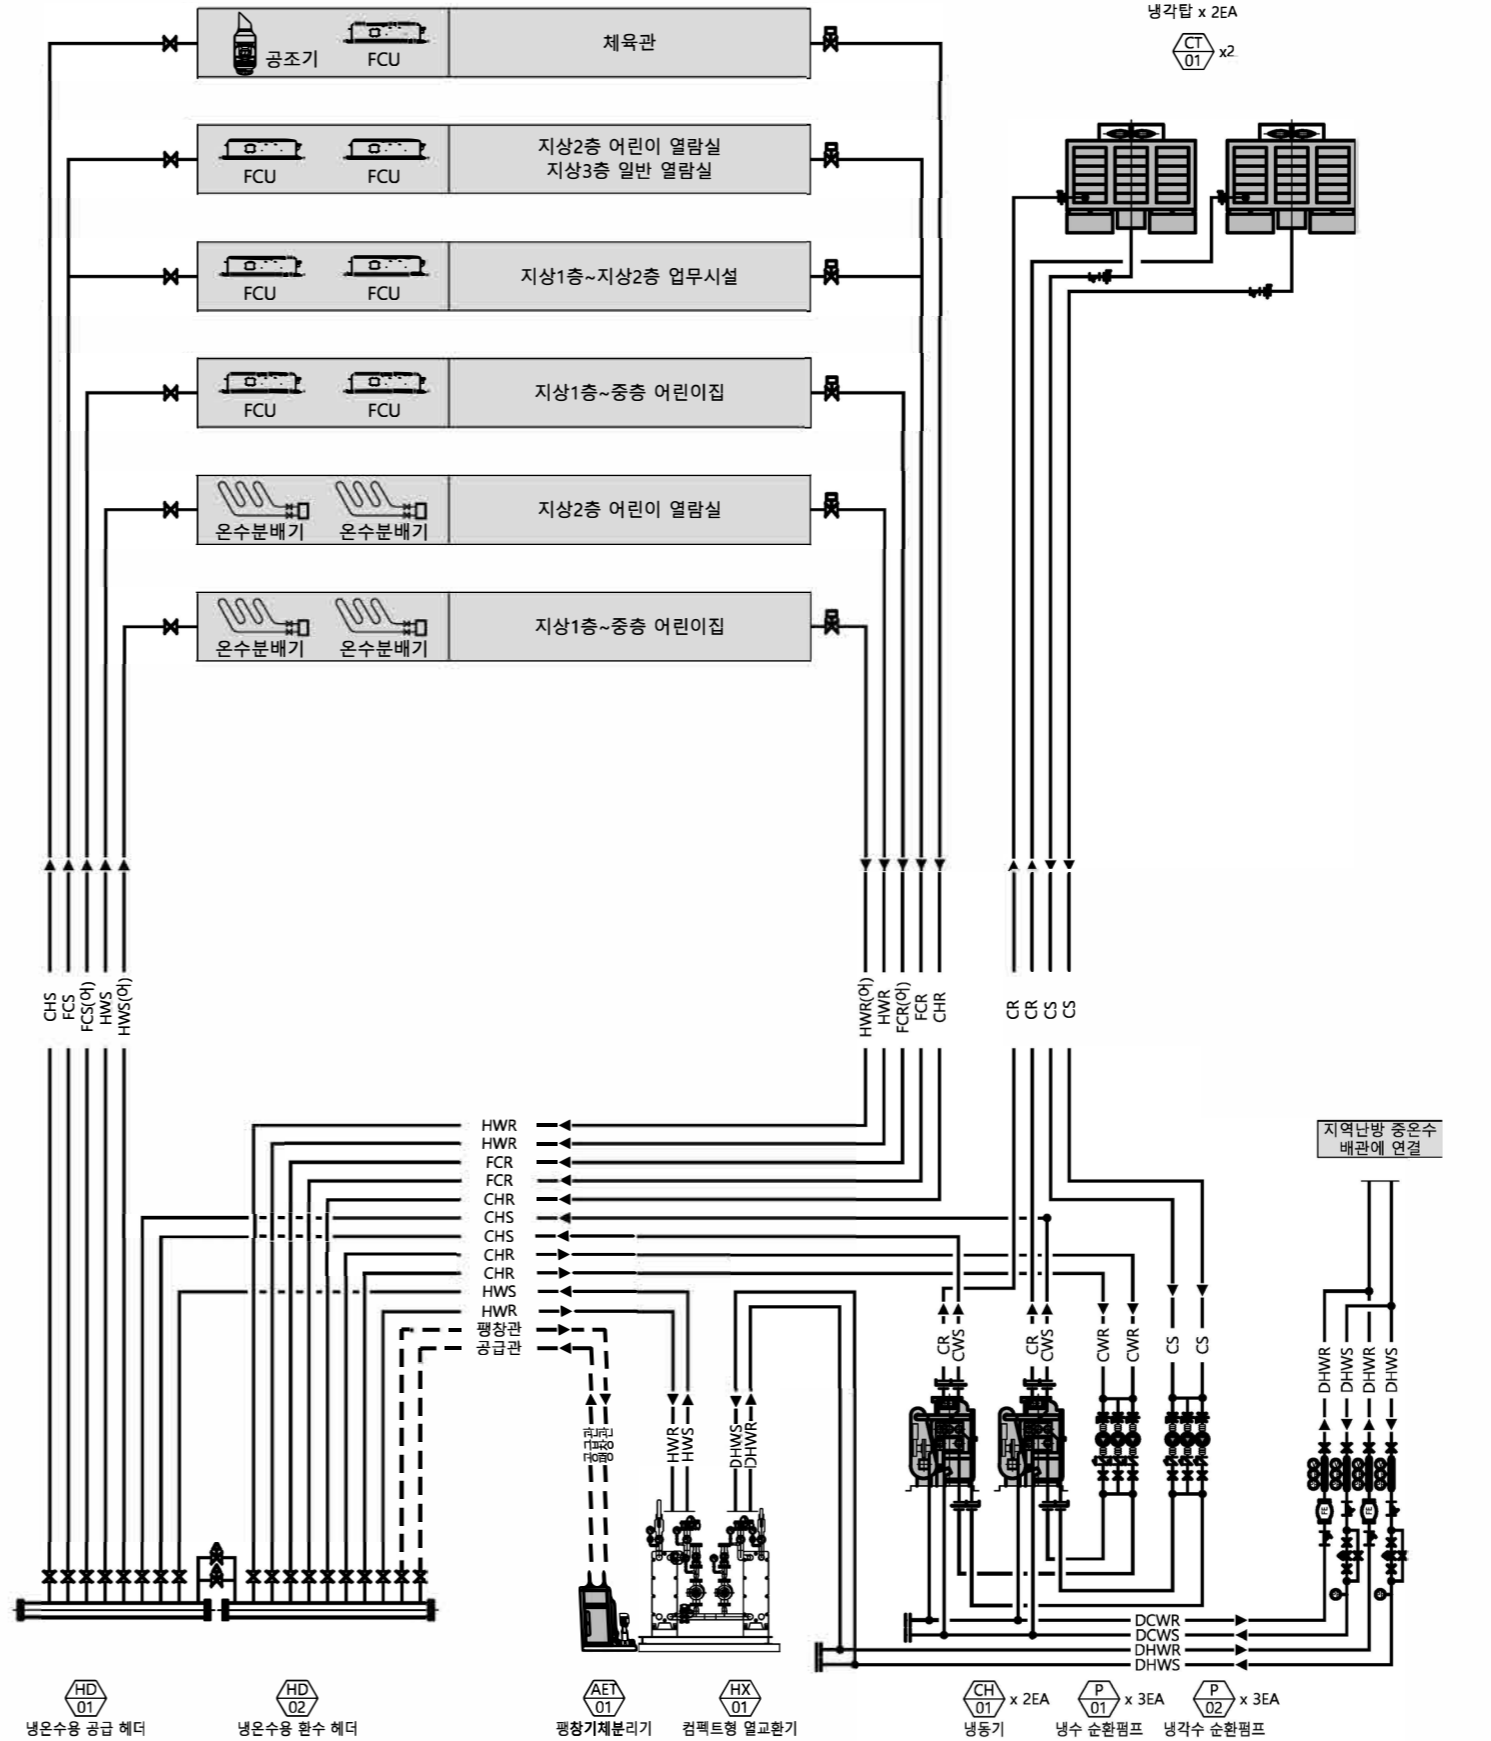 냉각탑 x 2EA
CT
01
x2
공조기
FCU
체육관
FCU
FCU
지상2층 어린이 열람실
지상3층 일반 열람실
FCU
FCU
지상1층~지상2층 업무시설
FCU
FCU
지상1층~중층 어린이집
온수분배기
온수분배기
지상2층 어린이 열람실
온수분배기
온수분배기
지상1층~중층 어린이집
CHS
FCS
FCS(어)
HWS
HWS(어)
HWR(어)
HWR
FCR(어)
FCR
CHR
CR
CR
CS
CS
HWR
HWR
FCR
FCR
CHR
CHS
CHS
CHR
CHR
HWS
HWR
팽창관
공급관
지역난방 중온수
배관에 연결
공급관
팽창관
HWR
HWS
DHWS
DHWR
CR
CWS
CR
CWS
CWR
CWR
CS
CS
DHWR
DHWS
DHWR
DHWS
FE
FE
DCWR
DCWS
DHWR
DHWS
HD
01
냉온수용 공급 헤더
HD
02
냉온수용 환수 헤더
AET
01
팽창기체분리기
HX
01
컴펙트형 열교환기
CH
01
x 2EA
냉동기
P
01
x 3EA
냉수 순환펌프
P
02
x 3EA
냉각수 순환펌프